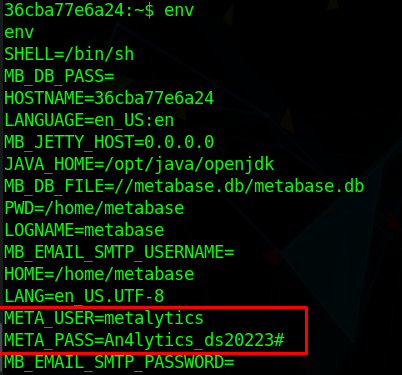 36cba77e6a24:~$ env
env
SHELL=/bin/sh
MB_DB_PASS=
HOSTNAME=36cba77e6a24
LANGUAGE=en_US:en
MB_JETTY_HOST=0.0.0.0
JAVA_HOME=/opt/java/openjdk
MB_DB_FILE=//metabase.db/metabase.db
PWD=/home/metabase
LOGNAME=metabase
MB_EMAIL_SMTP_USERNAME=
HOME=/home/metabase
LANG=en_US.UTF-8
META_USER=metalytics
META_PASS=An4lytics_ds20223#
MB_EMAIL_SMTP_PASSWORD=